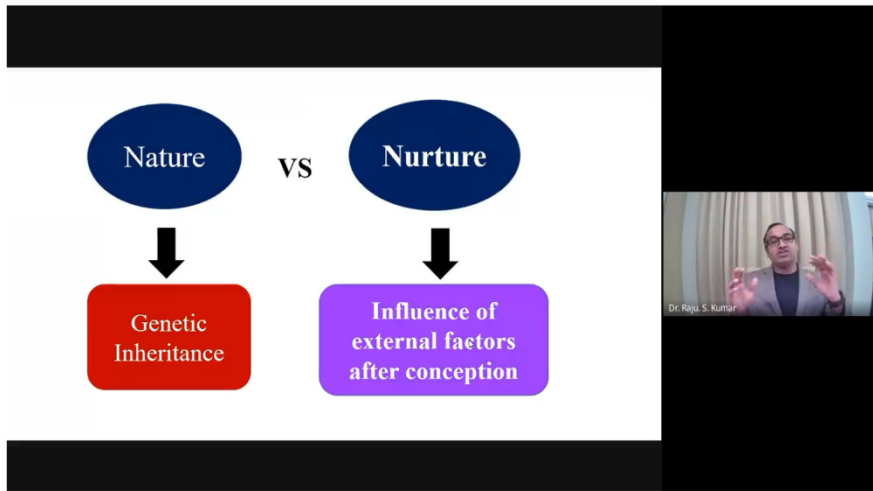 Nature
VS
Nurture
Genetic
Inheritance
Influence of
external factors
after conception
Dr. Raju. S. Kumar